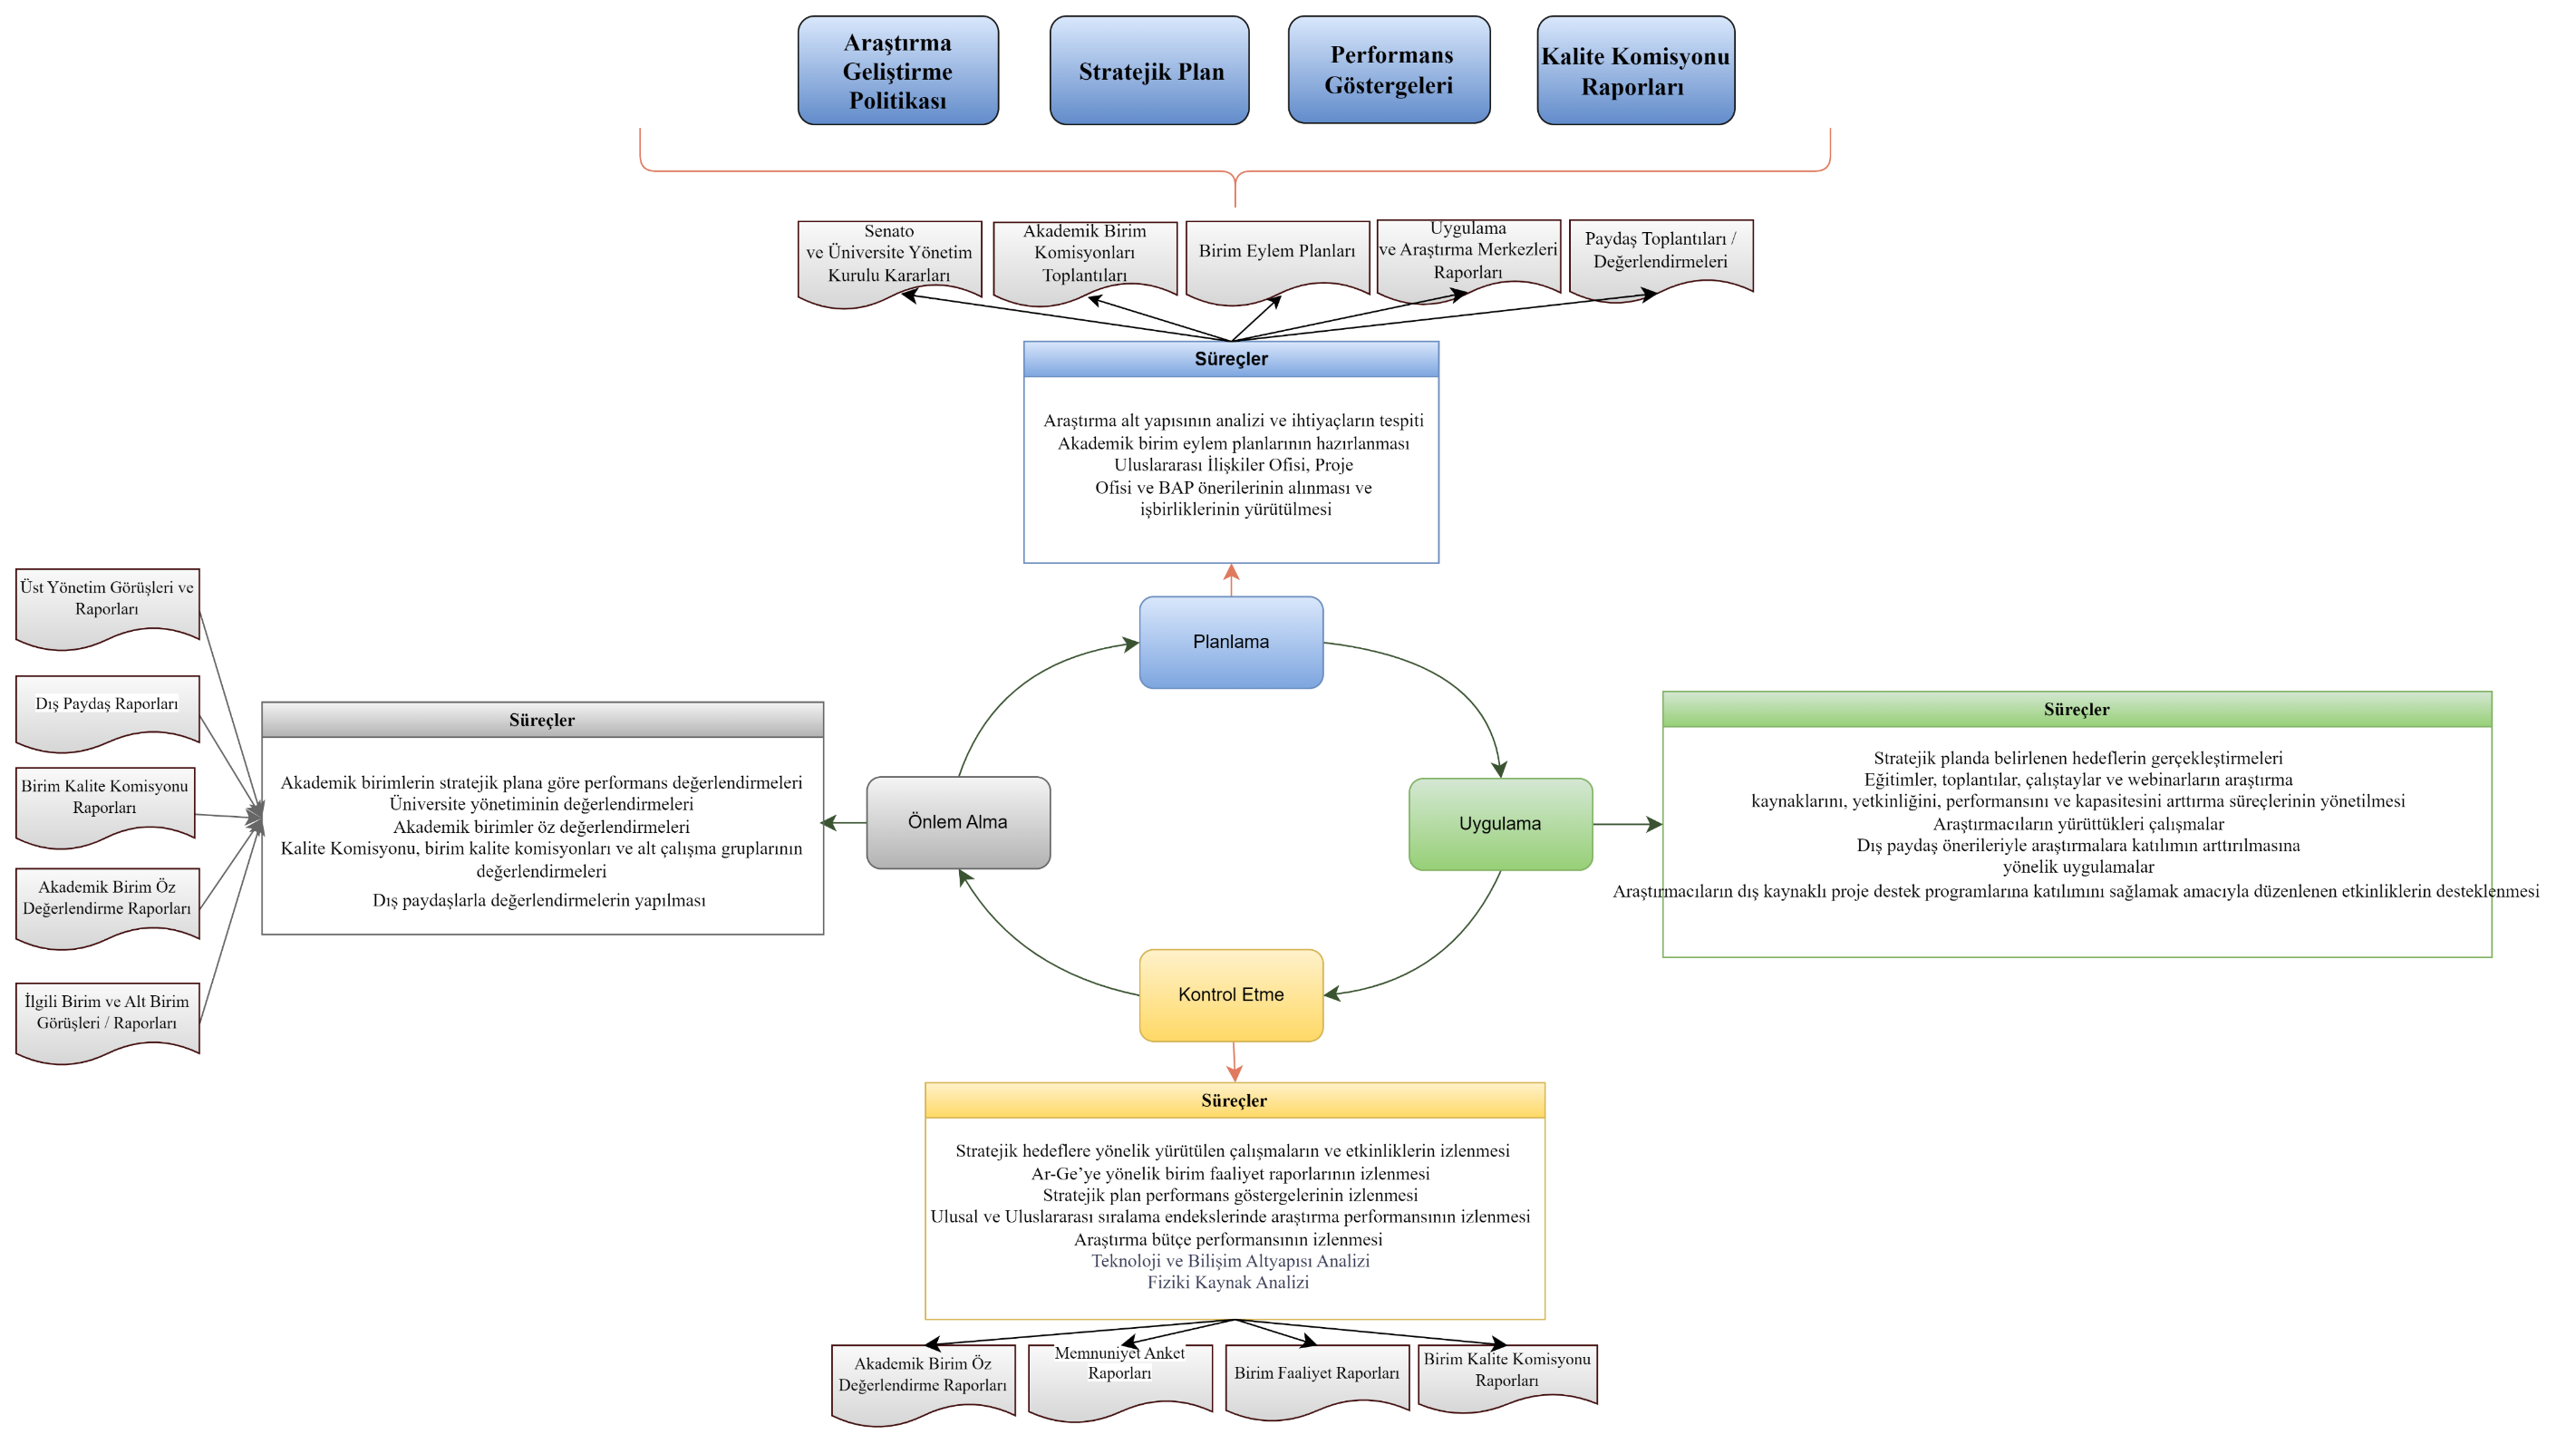 Araştırma
Geliştirme
Politikası
Stratejik Plan
Performans
Göstergeleri
Kalite Komisyonu
Raporları
Senato
ve Üniversite Yönetim
Kurulu Kararları
Akademik Birim
Komisyonları
Toplantıları
Birim Eylem Planları
Uygulama
ve Araştırma Merkezleri
Raporları
Paydaş Toplantıları /
Değerlendirmeleri
Süreçler
Araştırma alt yapısının analizi ve ihtiyaçların tespiti
Akademik birim eylem planlarının hazırlanması
Uluslararası İlişkiler Ofisi, Proje
Ofisi ve BAP önerilerinin alınması ve
işbirliklerinin yürütülmesi
Planlama
Üst Yönetim Görüşleri ve
Raporları
Dış Paydaş Raporları
Birim Kalite Komisyonu
Raporları
Akademik Birim Öz
Değerlendirme Raporları
İlgili Birim ve Alt Birim
Görüşleri / Raporları
Süreçler
Akademik birimlerin stratejik plana göre performans değerlendirmeleri
Üniversite yönetiminin değerlendirmeleri
Akademik birimler öz değerlendirmeleri
Kalite Komisyonu, birim kalite komisyonları ve alt çalışma gruplarının
değerlendirmeleri
Dış paydaşlarla değerlendirmelerin yapılması
Önlem Alma
Uygulama
Süreçler
Stratejik planda belirlenen hedeflerin gerçekleştirmeleri
Eğitimler, toplantılar, çalıştaylar ve webinarların araştırma
kaynaklarını, yetkinliğini, performansını ve kapasitesini arttırma süreçlerinin yönetilmesi
Araştırmacıların yürüttükleri çalışmalar
Dış paydaş önerileriyle araştırmalara katılımın arttırılmasına
yönelik uygulamalar
Araştırmacıların dış kaynaklı proje destek programlarına katılımını sağlamak amacıyla düzenlenen etkinliklerin desteklenmesi
Kontrol Etme
Süreçler
Stratejik hedeflere yönelik yürütülen çalışmaların ve etkinliklerin izlenmesi
Ar-Ge’ye yönelik birim faaliyet raporlarının izlenmesi
Stratejik plan performans göstergelerinin izlenmesi
Ulusal ve Uluslararası sıralama endekslerinde araştırma performansının izlenmesi
Araştırma bütçe performansının izlenmesi
Teknoloji ve Bilişim Altyapısı Analizi
Fiziki Kaynak Analizi
Akademik Birim Öz
Değerlendirme Raporları
Memnuniyet Anket
Raporları
Birim Faaliyet Raporları
Birim Kalite Komisyonu
Raporları